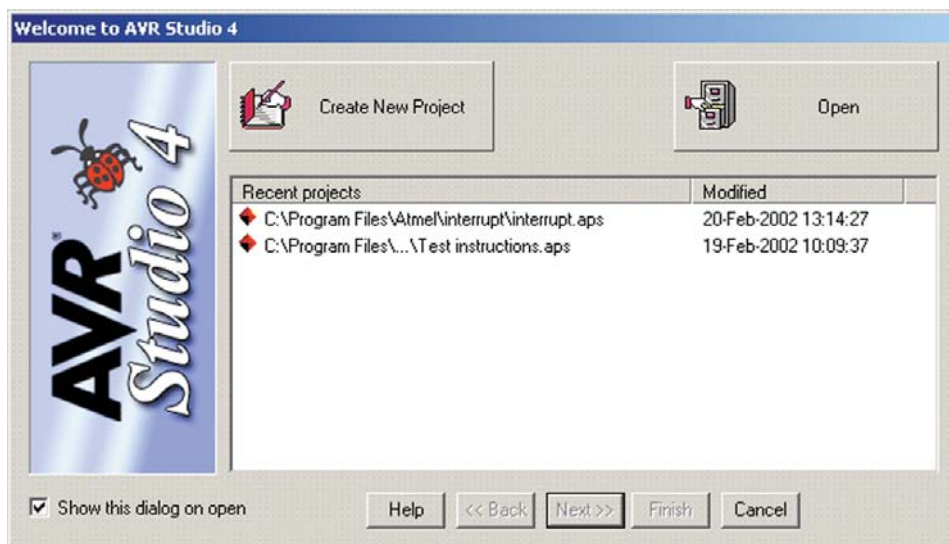 Welcome to AVR Studio 4
AVR® Studio 4
Create New Project
Open
Recent projects Modified
C:\Program Files\Atmel\interrupt\interrupt.aps 20-Feb-2002 13:14:27
C:\Program Files\...\Test instructions.aps 19-Feb-2002 10:09:37
Show this dialog on open
Help << Back Next >> Finish Cancel